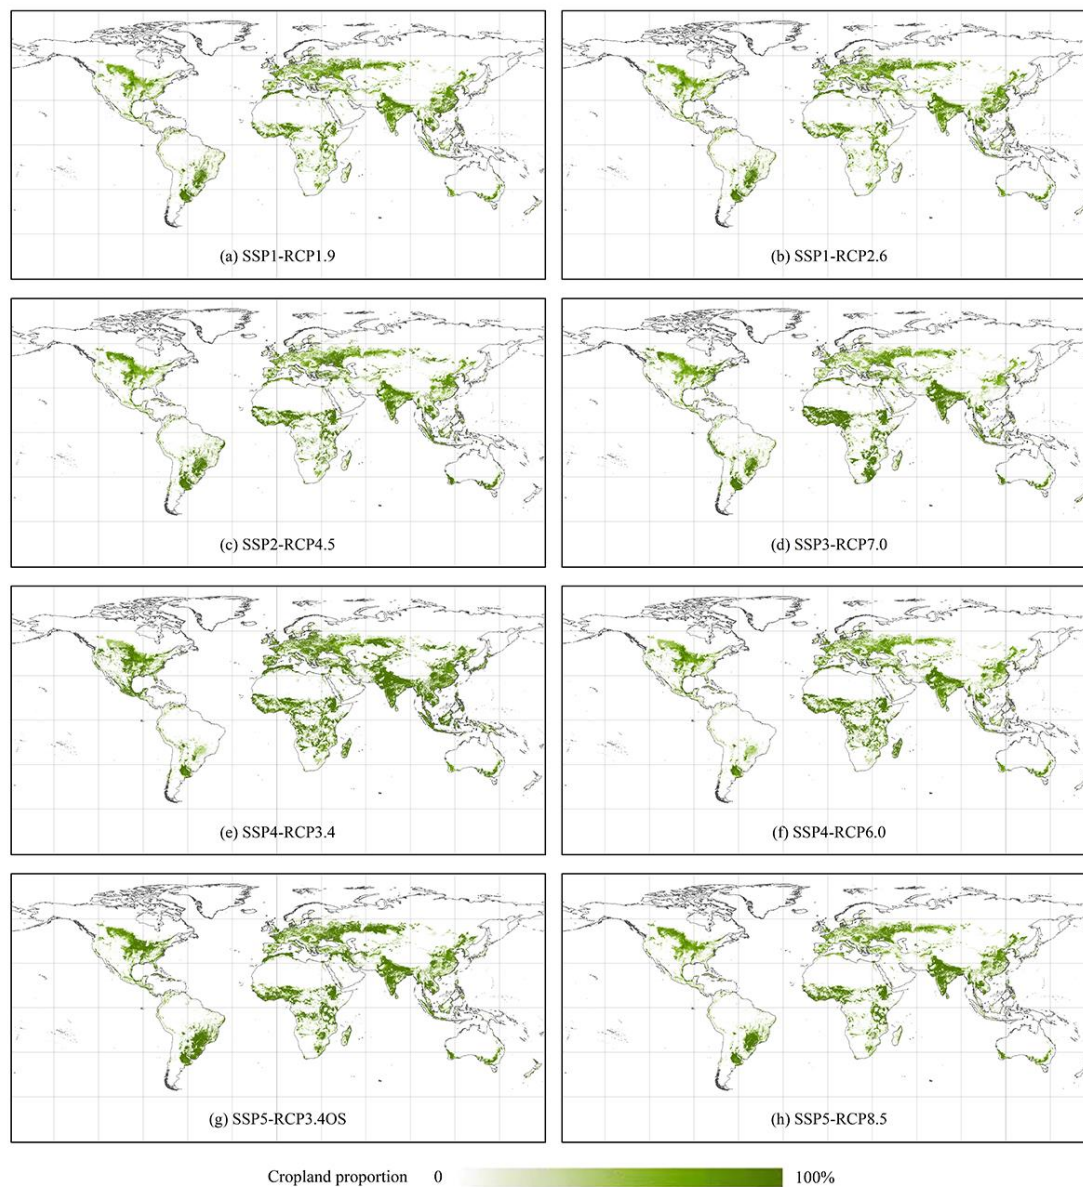 (a) SSP1-RCP1.9
(b) SSP1-RCP2.6
(c) SSP2-RCP4.5
(d) SSP3-RCP7.0
(e) SSP4-RCP3.4
(f) SSP4-RCP6.0
(g) SSP5-RCP3.4OS
(h) SSP5-RCP8.5
Cropland proportion 0 100%